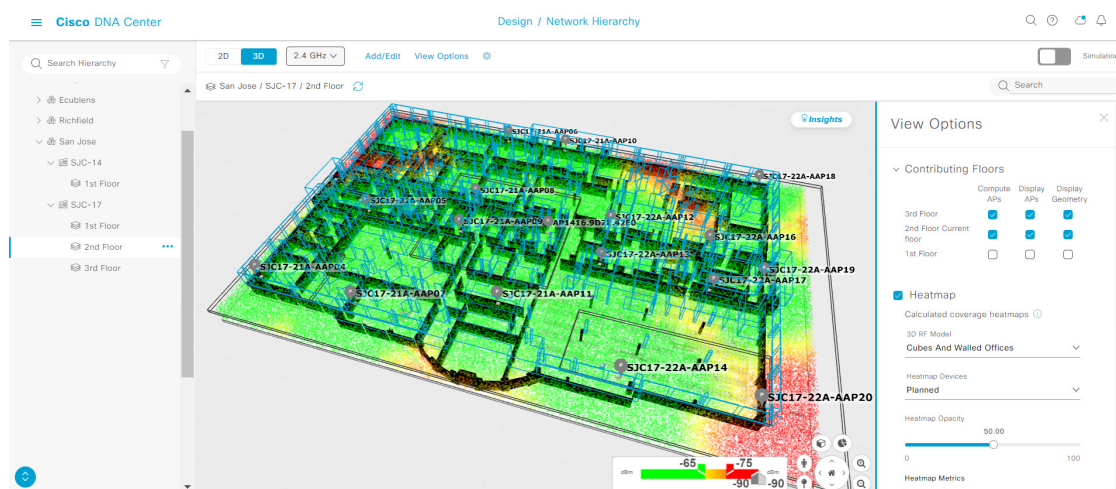 Cisco DNA Center
Design / Network Hierarchy
Search Hierarchy
2D 3D 2.4 GHz Add/Edit View Options
Simulation
Ecublens
Richfield
San Jose
SJC-14
1st Floor
SJC-17
1st Floor
2nd Floor
3rd Floor
San Jose / SJC-17 / 2nd Floor
Search
Insights
SJC17-21A-AAP06
SJC17-21A-AAP10
SJC17-22A-AAP18
SJC17-21A-AAP08
SJC17-21A-AAP05
SJC17-21A-AAP09
SJC17-22A-AAP12
SJC17-22A-AAP16
SJC17-22A-AAP13
SJC17-21A-AAP04
SJC17-22A-AAP19
SJC17-22A-AAP17
SJC17-21A-AAP07
SJC17-21A-AAP11
SJC17-22A-AAP14
SJC17-22A-AAP20
dBm -65 -75 dBm
-90 -90
View Options
Contributing Floors
Compute APs Display APs Display Geometry
3rd Floor
2nd Floor Current
floor
1st Floor
Heatmap
Calculated coverage heatmaps
3D RF Model
Cubes And Walled Offices
Heatmap Devices
Planned
Heatmap Opacity
50.00
0 100
Heatmap Metrics